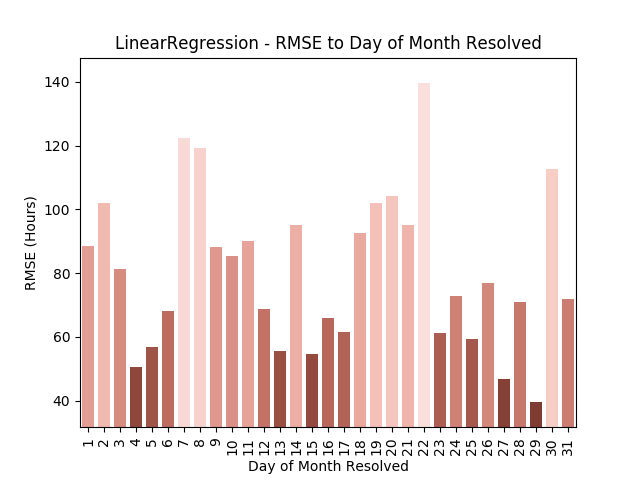 LinearRegression - RMSE to Day of Month Resolved
RMSE (Hours)
140
120
100
80
60
40
1 2 3 4 5 6 7 8 9 10 11 12 13 14 15 16 17 18 19 20 21 22 23 24 25 26 27 28 29 30 31
Day of Month Resolved